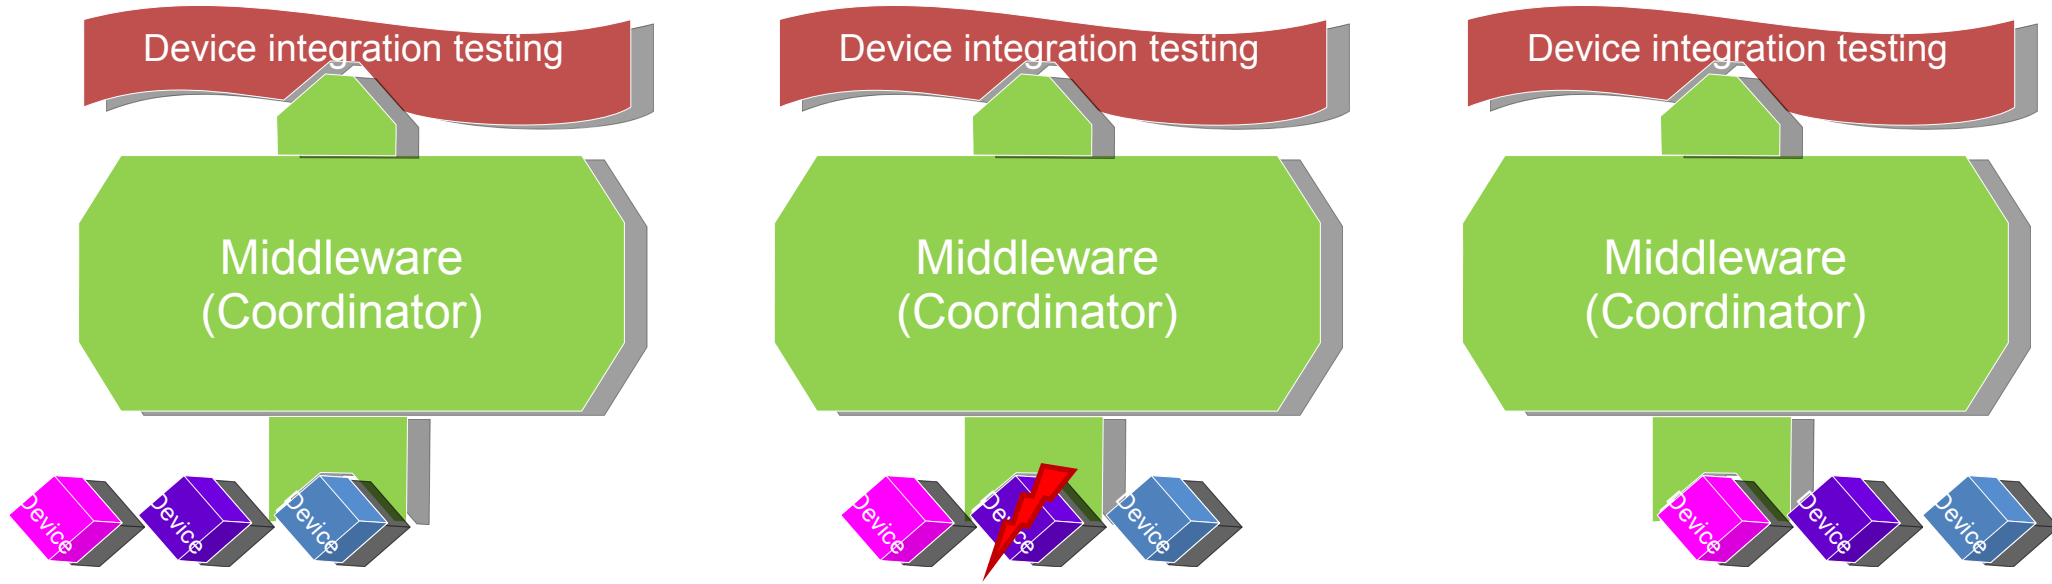 Device integration testing
Middleware
(Coordinator)
Device
Device
Device
Device integration testing
Middleware
(Coordinator)
Device
Device
Device
Device integration testing
Middleware
(Coordinator)
Device
Device
Device